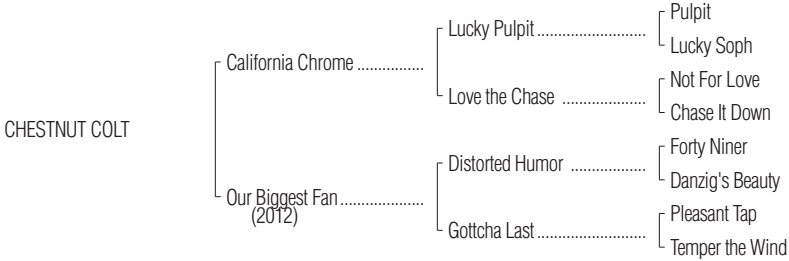 Pulpit
Lucky Pulpit ..........................
Lucky Soph
California Chrome ................
Not For Love
Love the Chase ....................
Chase It Down
CHESTNUT COLT
Forty Niner
Distorted Humor ..................
Danzig's Beauty
Our Biggest Fan ....................
(2012)
Pleasant Tap
Gottcha Last ..........................
Temper the Wind